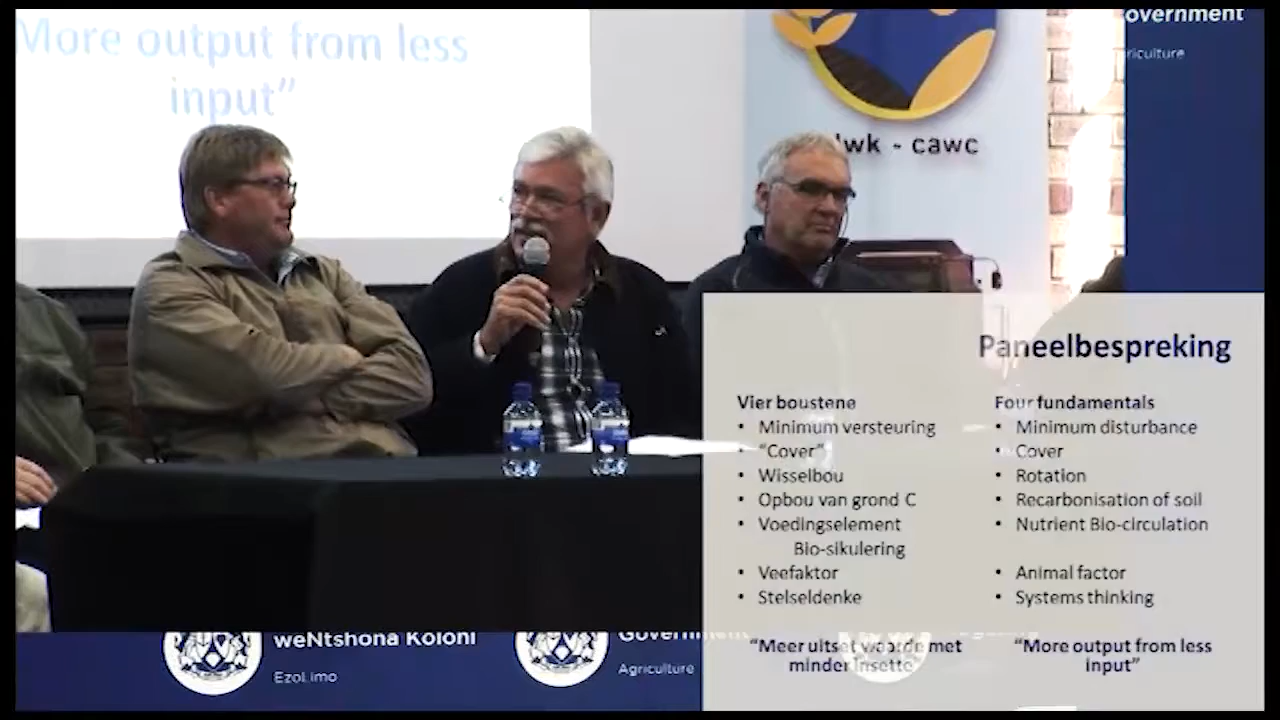 More output from less
input”
overnment
riculture
lwk - cawc
Paneelbespreking
Vier boustene
• Minimum versteuring
• “Cover”
• Wisselbou
• Opbou van grond C
• Voedingselement
Bio-sikulering
• Veefaktor
• Stelseldenke
“Meer uitset waarde met
minder insette”
Four fundamentals
• Minimum disturbance
• Cover
• Rotation
• Recarbonisation of soil
• Nutrient Bio-circulation
• Animal factor
• Systems thinking
“More output from less
input”
weNtshona Koloni
EzoLimo
Government
Agriculture